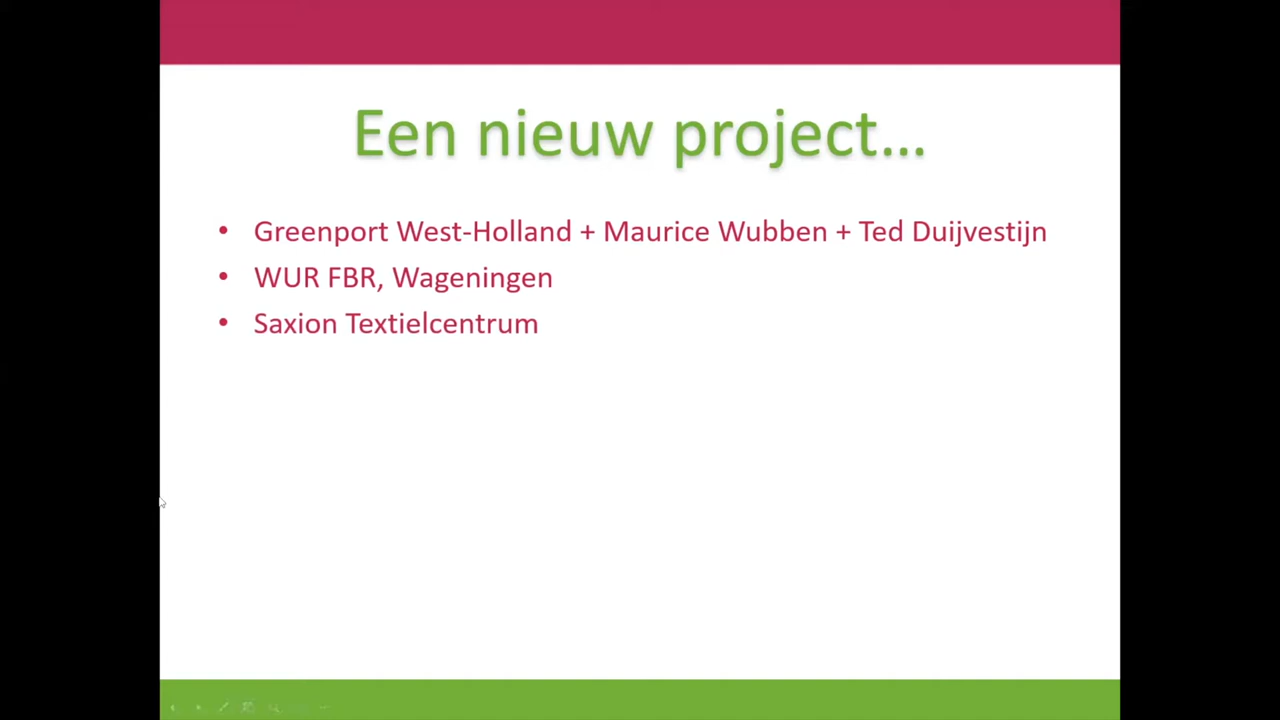 Een nieuw project...
• Greenport West-Holland + Maurice Wubben + Ted Duijvestijn
• WUR FBR, Wageningen
• Saxion Textielcentrum